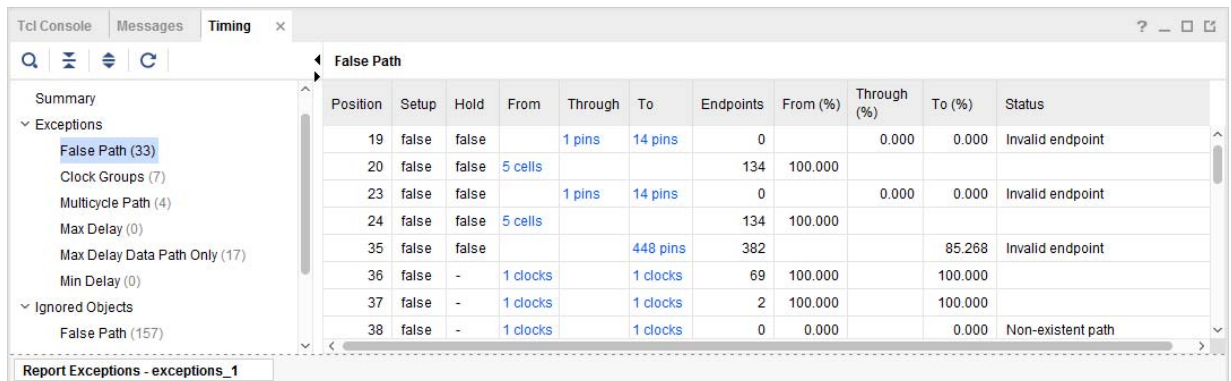 Tcl Console Messages Timing ×
?
False Path
Summary
Exceptions
False Path (33)
Clock Groups (7)
Multicycle Path (4)
Max Delay (0)
Max Delay Data Path Only (17)
Min Delay (0)
Ignored Objects
False Path (157)
Position Setup Hold From Through To Endpoints From (%) Through (%) To (%) Status
19 false false 1 pins 14 pins 0 0.000 0.000 Invalid endpoint
20 false false 5 cells 134 100.000
23 false false 1 pins 14 pins 0 0.000 0.000 Invalid endpoint
24 false false 5 cells 134 100.000
35 false false 448 pins 382 85.268 Invalid endpoint
36 false - 1 clocks 1 clocks 69 100.000 100.000
37 false - 1 clocks 1 clocks 2 100.000 100.000
38 false - 1 clocks 1 clocks 0 0.000 0.000 Non-existent path
Report Exceptions - exceptions_1